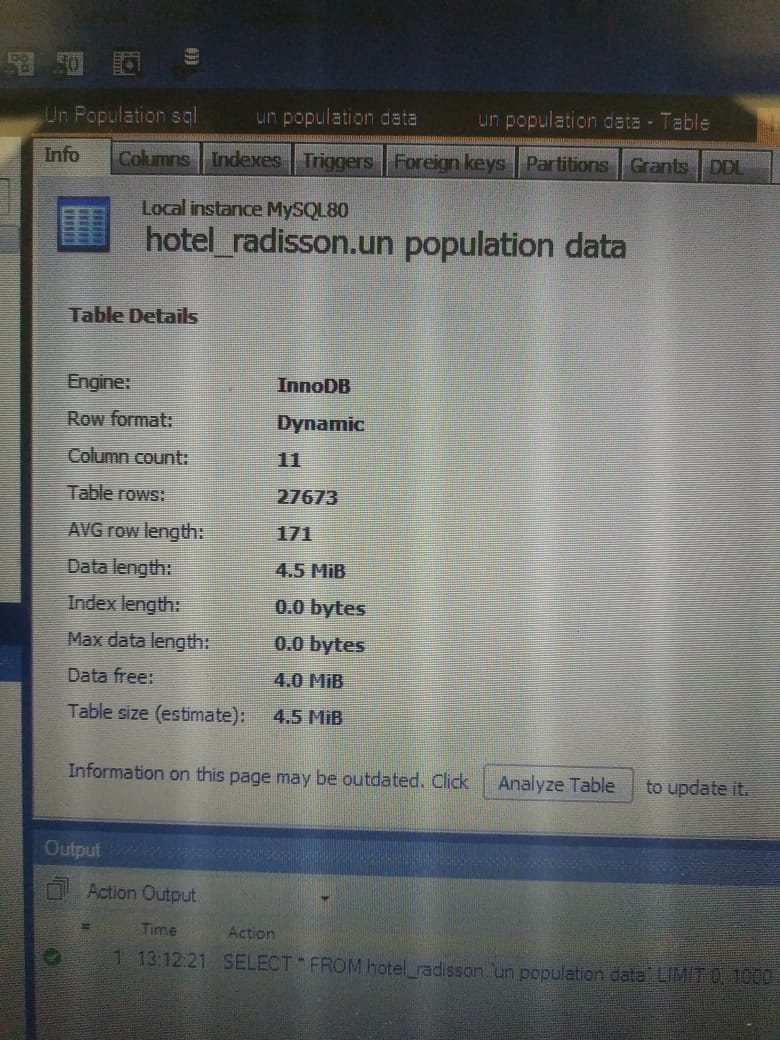 Un Population sql un population data un population data - Table
Info Columns Indexes Triggers Foreign keys Partitions Grants DDL
Local instance MySQL80
hotel_radisson.un population data
Table Details
Engine: InnoDB
Row format: Dynamic
Column count: 11
Table rows: 27673
AVG row length: 171
Data length: 4.5 MiB
Index length: 0.0 bytes
Max data length: 0.0 bytes
Data free: 4.0 MiB
Table size (estimate): 4.5 MiB
Information on this page may be outdated. Click Analyze Table to update it.
Output
Action Output
# Time Action
1 13:12:21 SELECT * FROM hotel_radisson.`un population data` LIMIT 0, 1000